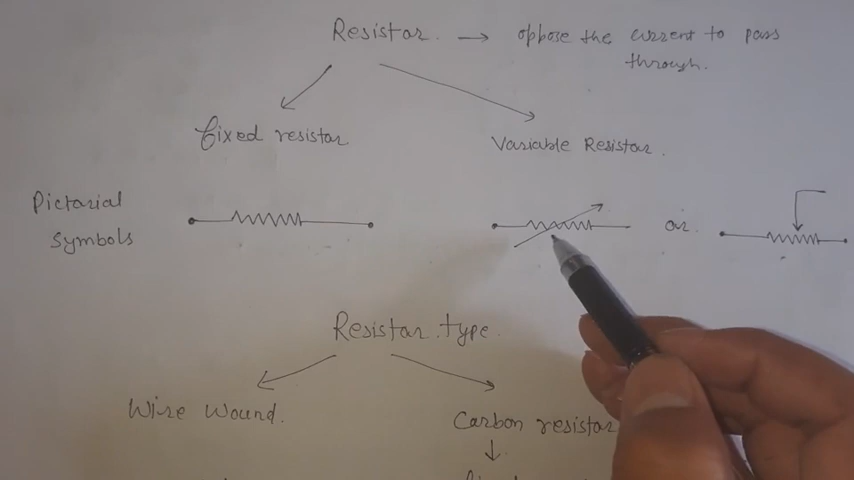 Resistor. → oppose the current to pass
through.
fixed resistor
Variable Resistor.
Pictorial
Symbols
or.
Resistor type.
Wire Wound.
Carbon resistor